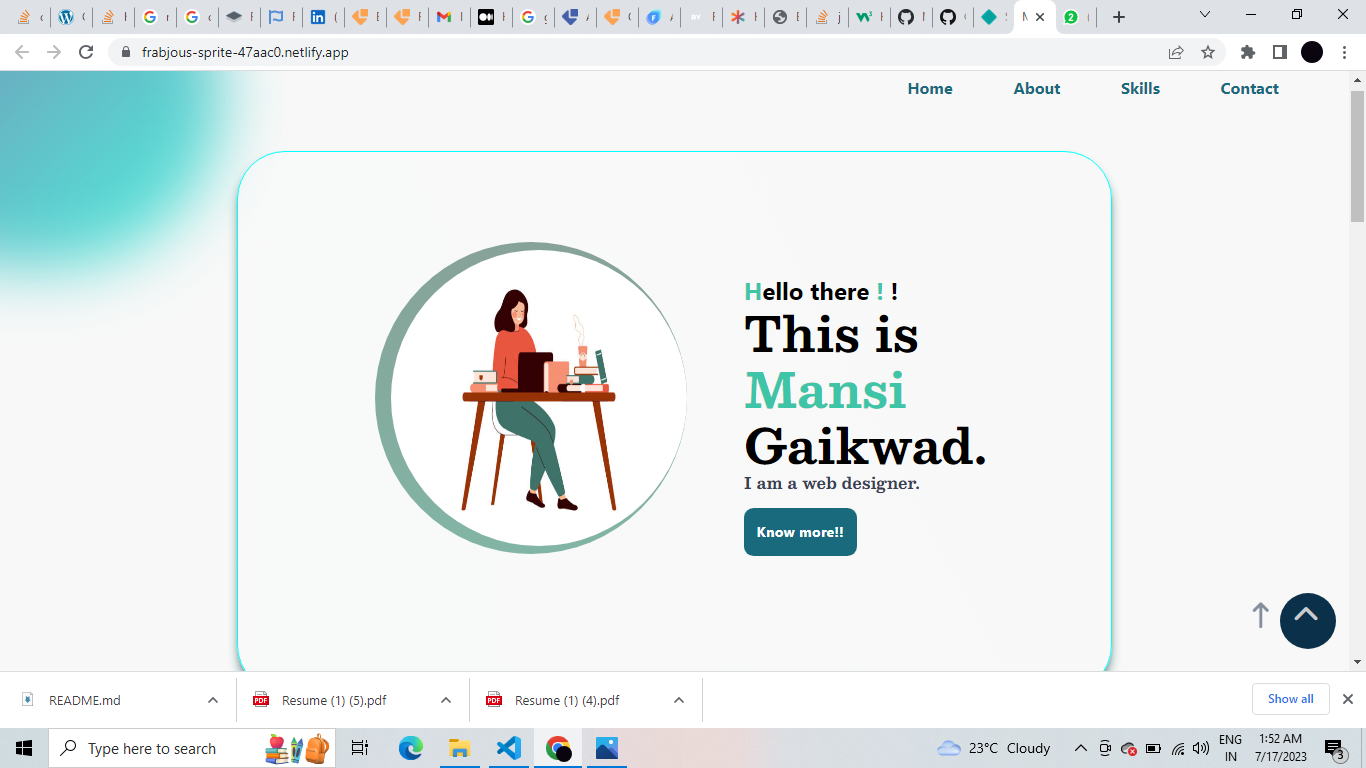 frabjous-sprite-47aac0.netlify.app
Home About Skills Contact
Hello there ! !
This is
Mansi
Gaikwad.
I am a web designer.
Know more!!
README.md
Resume (1) (5).pdf
Resume (1) (4).pdf
Show all
Type here to search
23°C Cloudy
ENG
IN
1:52 AM
7/17/2023
3